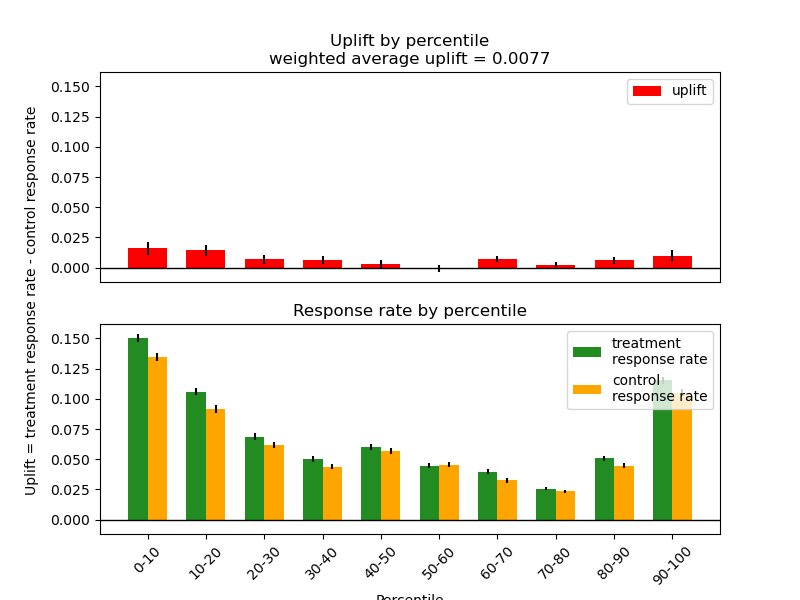 Uplift by percentile
weighted average uplift = 0.0077
uplift
0.150
0.125
0.100
0.075
0.050
0.025
0.000
Uplift = treatment response rate - control response rate
Response rate by percentile
treatment
response rate
control
response rate
0.150
0.125
0.100
0.075
0.050
0.025
0.000
0-10
10-20
20-30
30-40
40-50
50-60
60-70
70-80
80-90
90-100
Percentile